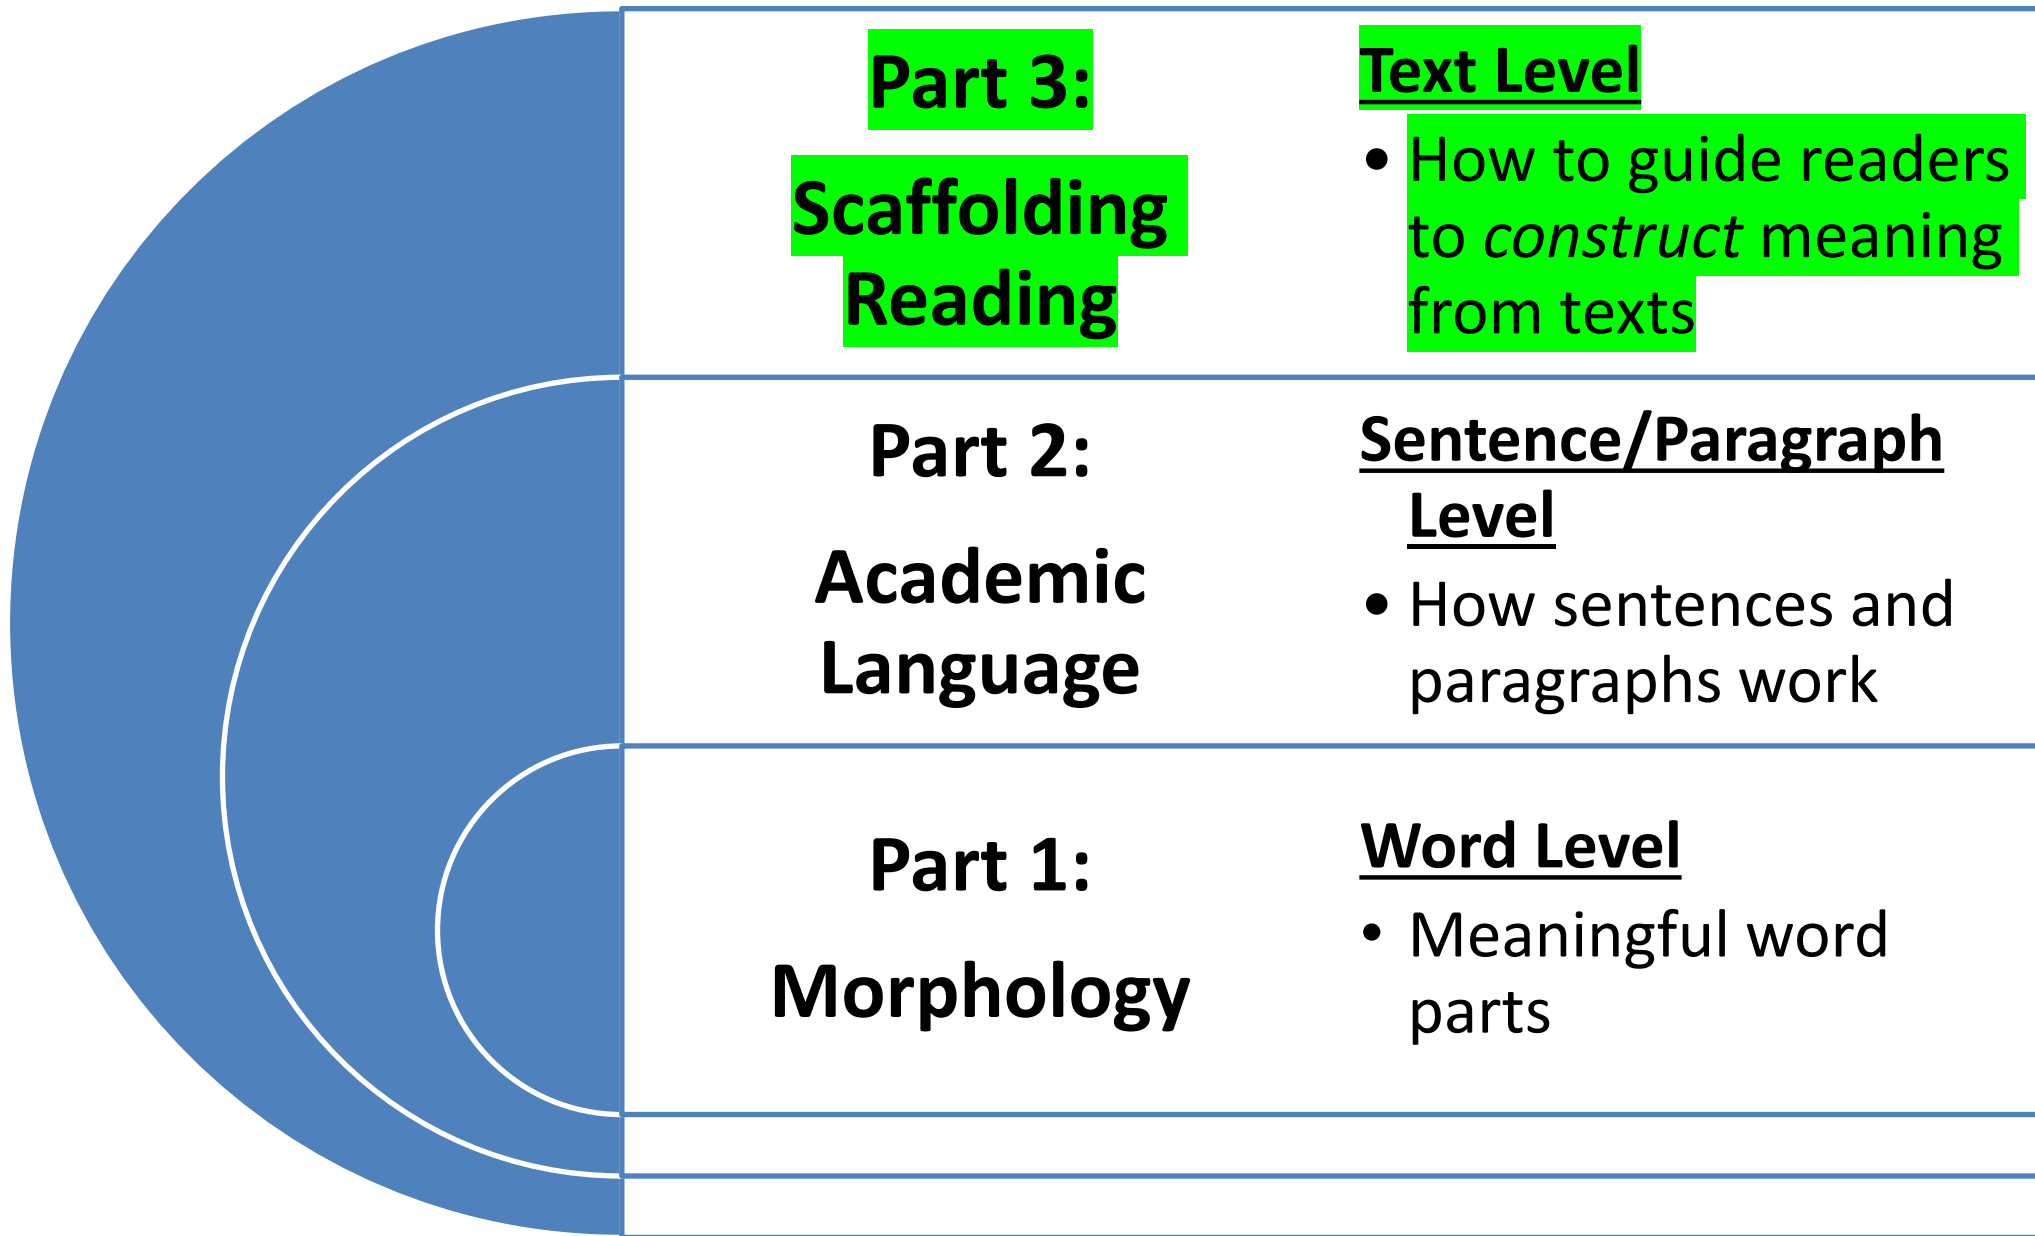 Part 3:
Scaffolding
Reading
Text Level
• How to guide readers
to construct meaning
from texts
Part 2:
Academic
Language
Sentence/Paragraph
Level
• How sentences and
paragraphs work
Part 1:
Morphology
Word Level
• Meaningful word
parts